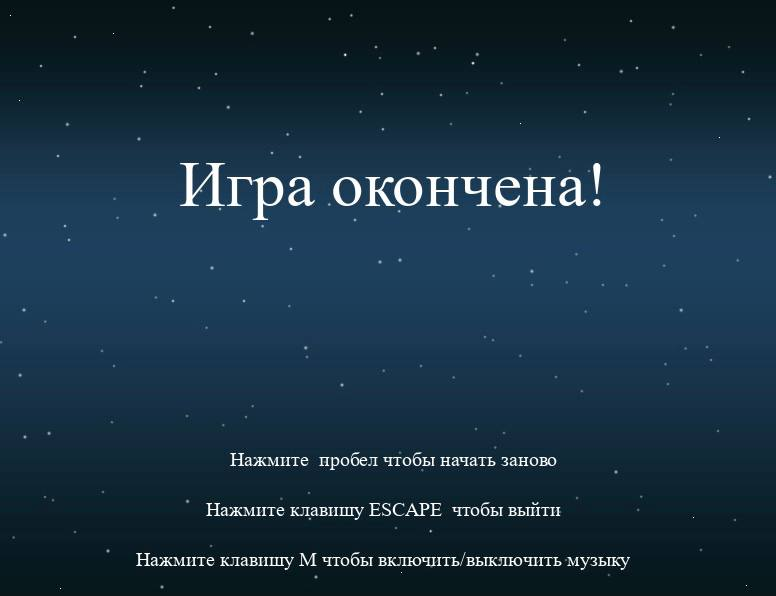 Игра окончена!
Нажмите  пробел чтобы начать заново
Нажмите клавишу ESCAPE  чтобы выйти
Нажмите клавишу М чтобы включить/выключить музыку